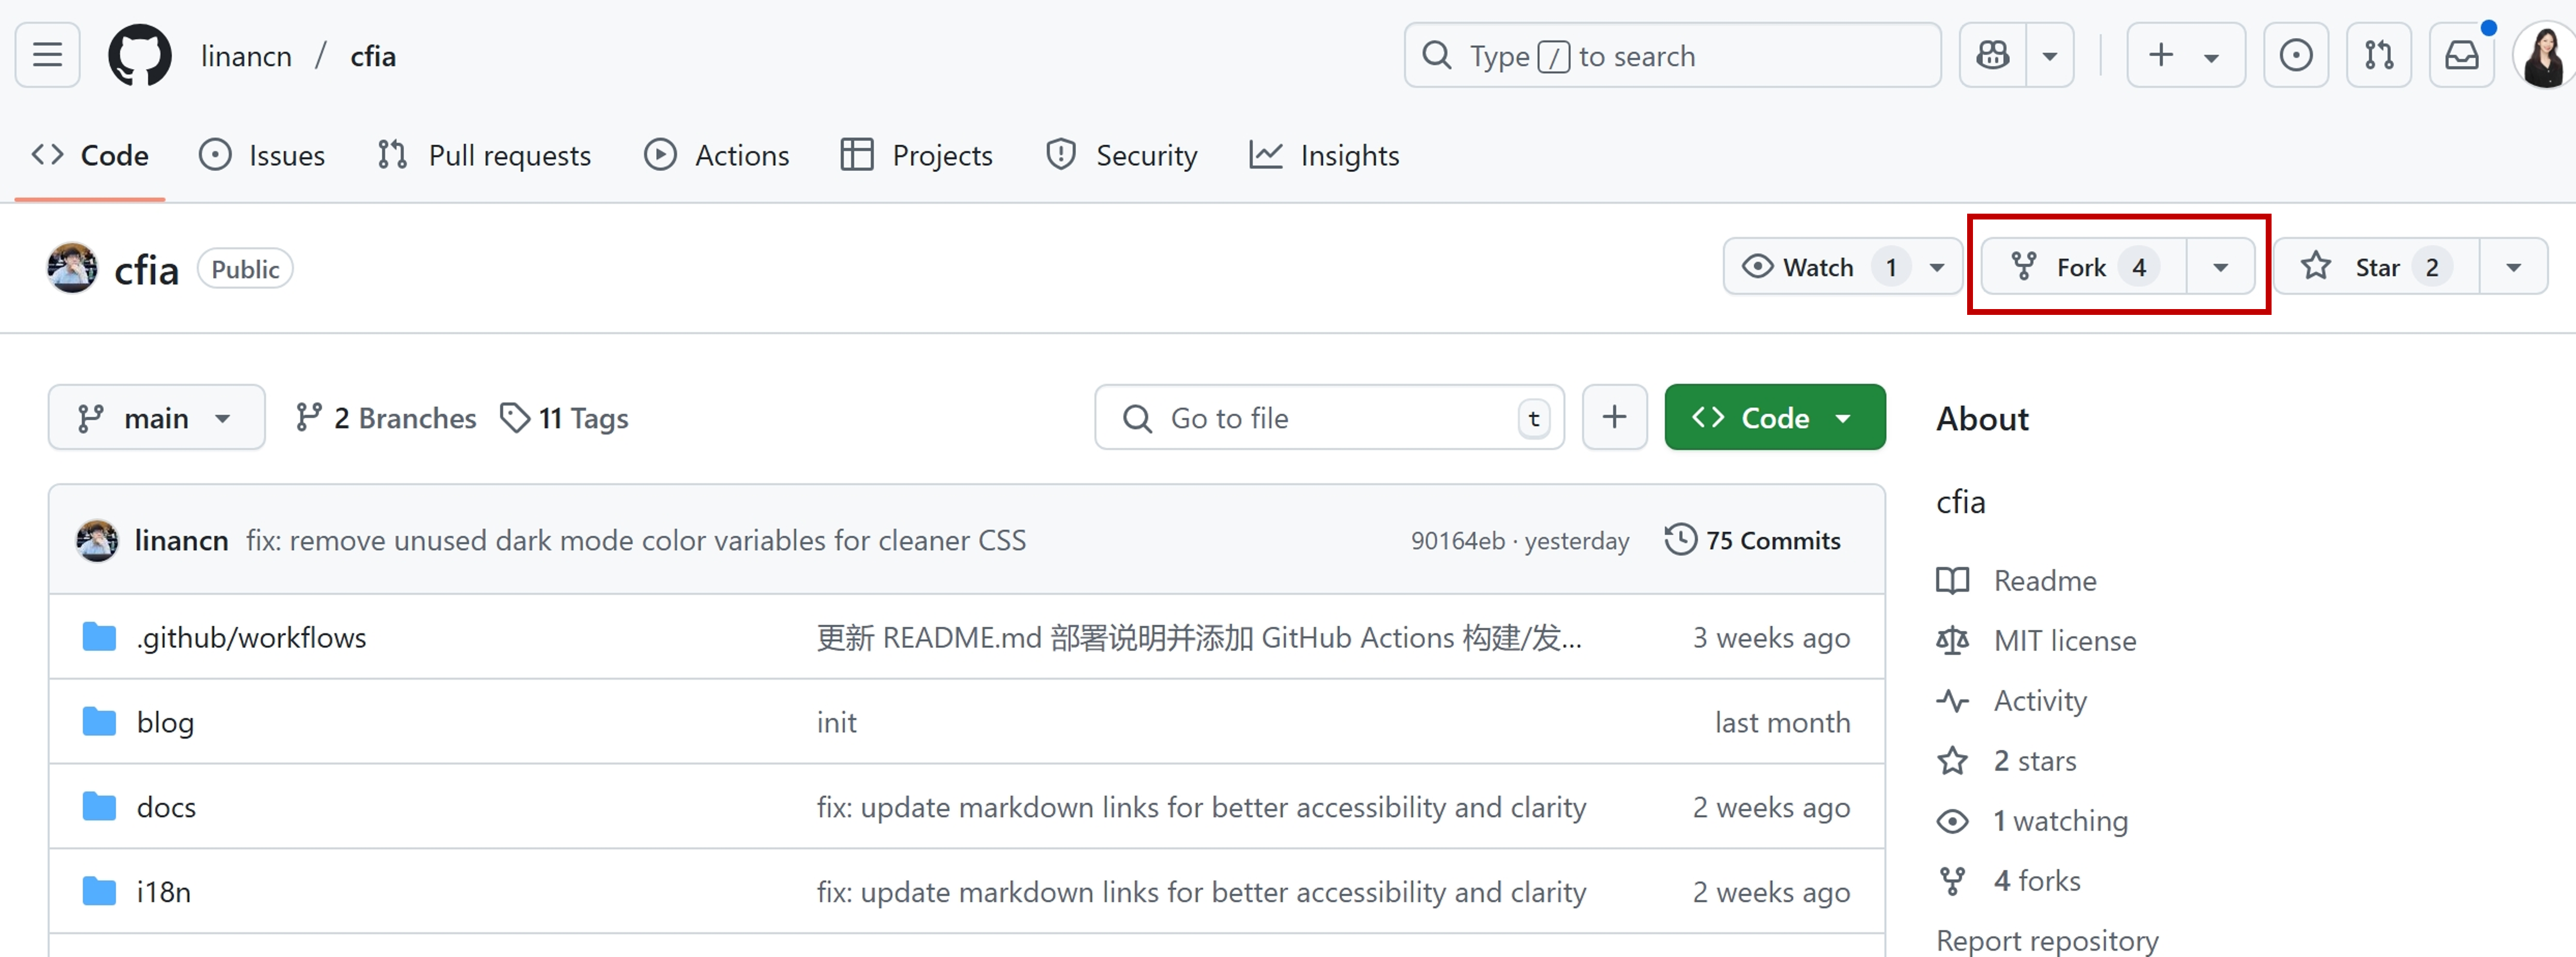 linancn / cfia
Type / to search
Code Issues Pull requests Actions Projects Security Insights
cfia Public
Watch 1 Fork 4 Star 2
main 2 Branches 11 Tags
Go to file t
Code
About
linancn fix: remove unused dark mode color variables for cleaner CSS 90164eb · yesterday 75 Commits
.github/workflows 更新 README.md 部署说明并添加 GitHub Actions 构建/发... 3 weeks ago
blog init last month
docs fix: update markdown links for better accessibility and clarity 2 weeks ago
i18n fix: update markdown links for better accessibility and clarity 2 weeks ago
cfia
Readme
MIT license
Activity
2 stars
1 watching
4 forks
Report repository